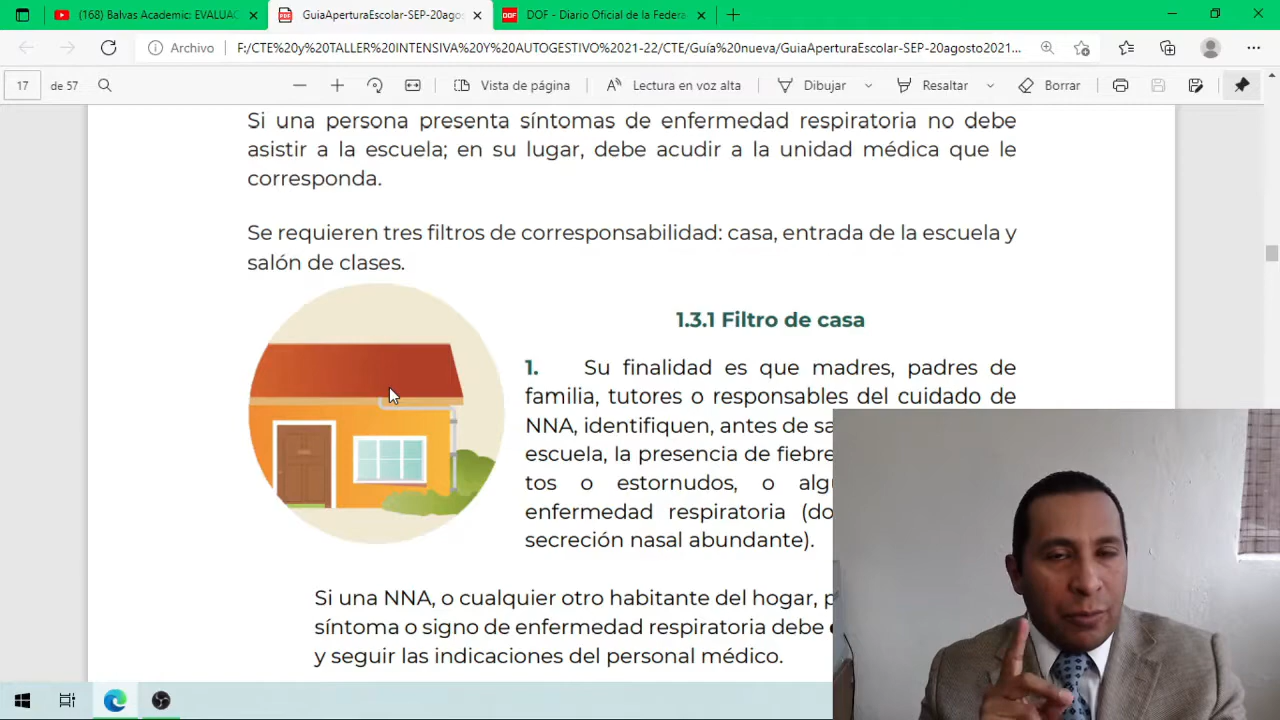 (168) Balvas Academic: EVALUAC
GuiaAperturaEscolar-SEP-20agos
DOF - Diario Oficial de la Federa
Archivo
F:/CTE%20y%20TALLER%20INTENSIVA%20Y%20AUTOGESTIVO%202021-22/CTE/Guía%20nueva/GuiaAperturaEscolar-SEP-20agosto2021...
17 de 57
Vista de página
Lectura en voz alta
Dibujar
Resaltar
Borrar
Si una persona presenta síntomas de enfermedad respiratoria no debe
asistir a la escuela; en su lugar, debe acudir a la unidad médica que le
corresponda.
Se requieren tres filtros de corresponsabilidad: casa, entrada de la escuela y
salón de clases.
1.3.1 Filtro de casa
1. Su finalidad es que madres, padres de
familia, tutores o responsables del cuidado de
NNA, identifiquen, antes de sa
escuela, la presencia de fiebre
tos o estornudos, o algu
enfermedad respiratoria (do
secreción nasal abundante).
Si una NNA, o cualquier otro habitante del hogar, p
síntoma o signo de enfermedad respiratoria debe
y seguir las indicaciones del personal médico.